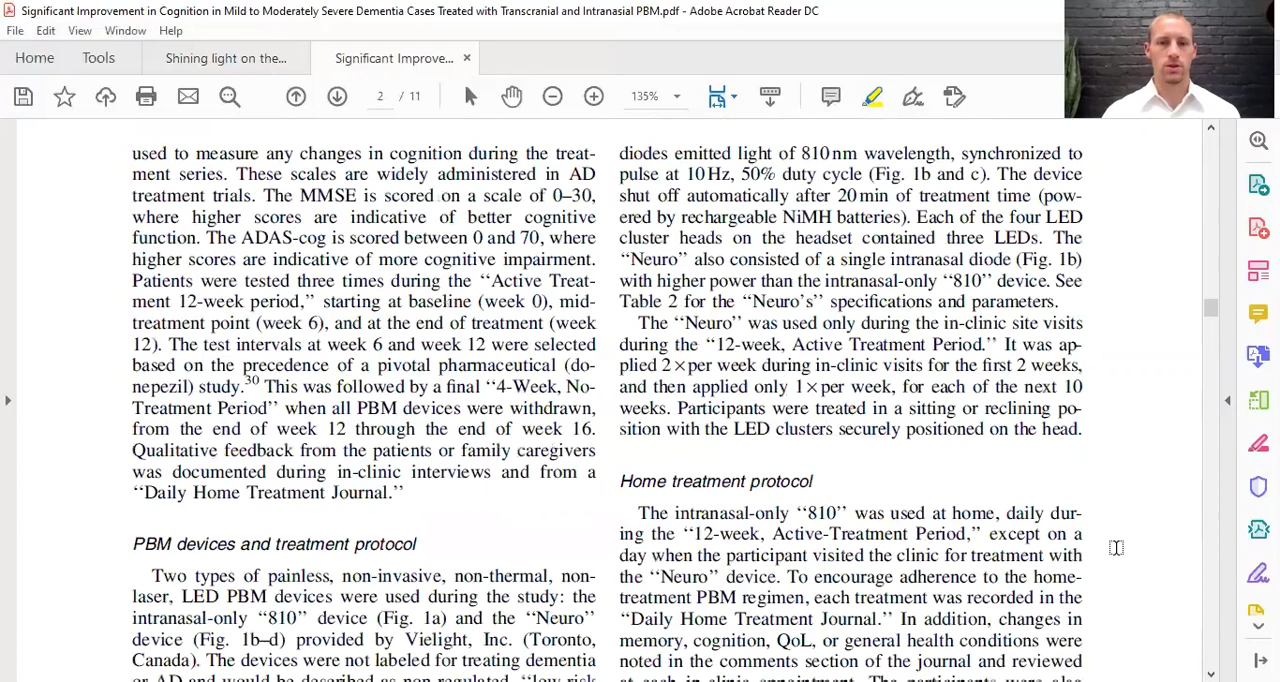 Significant Improvement in Cognition in Mild to Moderately Severe Dementia Cases Treated with Transcranial and Intranasial PBM.pdf - Adobe Acrobat Reader DC
File Edit View Window Help
Home Tools Shining light on the... Significant Improve... ×
2 / 11 135%
used to measure any changes in cognition during the treat-
ment series. These scales are widely administered in AD
treatment trials. The MMSE is scored on a scale of 0–30,
where higher scores are indicative of better cognitive
function. The ADAS-cog is scored between 0 and 70, where
higher scores are indicative of more cognitive impairment.
Patients were tested three times during the ‘‘Active Treat-
ment 12-week period,’’ starting at baseline (week 0), mid-
treatment point (week 6), and at the end of treatment (week
12). The test intervals at week 6 and week 12 were selected
based on the precedence of a pivotal pharmaceutical (do-
nepezil) study.30 This was followed by a final ‘‘4-Week, No-
Treatment Period’’ when all PBM devices were withdrawn,
from the end of week 12 through the end of week 16.
Qualitative feedback from the patients or family caregivers
was documented during in-clinic interviews and from a
‘‘Daily Home Treatment Journal.’’
PBM devices and treatment protocol
Two types of painless, non-invasive, non-thermal, non-
laser, LED PBM devices were used during the study: the
intranasal-only ‘‘810’’ device (Fig. 1a) and the ‘‘Neuro’’
device (Fig. 1b–d) provided by Vielight, Inc. (Toronto,
Canada). The devices were not labeled for treating dementia
or AD and would be described as non-regulated, ‘‘low risk
diodes emitted light of 810 nm wavelength, synchronized to
pulse at 10 Hz, 50% duty cycle (Fig. 1b and c). The device
shut off automatically after 20 min of treatment time (pow-
ered by rechargeable NiMH batteries). Each of the four LED
cluster heads on the headset contained three LEDs. The
‘‘Neuro’’ also consisted of a single intranasal diode (Fig. 1b)
with higher power than the intranasal-only ‘‘810’’ device. See
Table 2 for the ‘‘Neuro’s’’ specifications and parameters.
The ‘‘Neuro’’ was used only during the in-clinic site visits
during the ‘‘12-week, Active Treatment Period.’’ It was ap-
plied 2×per week during in-clinic visits for the first 2 weeks,
and then applied only 1×per week, for each of the next 10
weeks. Participants were treated in a sitting or reclining po-
sition with the LED clusters securely positioned on the head.
Home treatment protocol
The intranasal-only ‘‘810’’ was used at home, daily dur-
ing the ‘‘12-week, Active-Treatment Period,’’ except on a
day when the participant visited the clinic for treatment with
the ‘‘Neuro’’ device. To encourage adherence to the home-
treatment PBM regimen, each treatment was recorded in the
‘‘Daily Home Treatment Journal.’’ In addition, changes in
memory, cognition, QoL, or general health conditions were
noted in the comments section of the journal and reviewed
at each in-clinic appointment. The participants were also